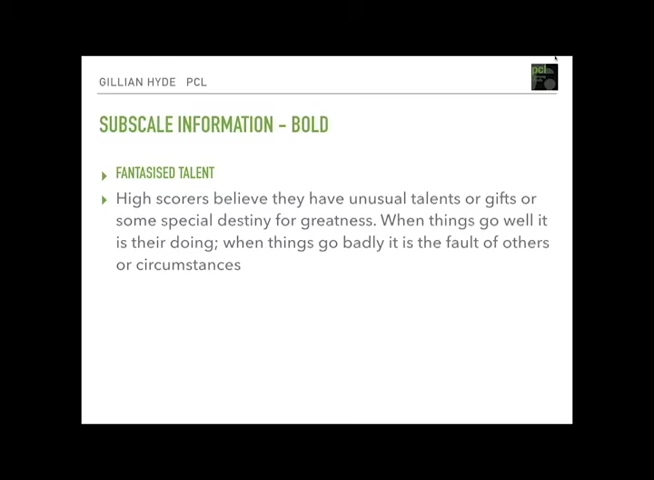 GILLIAN HYDE PCL
pcl
SUBSCALE INFORMATION - BOLD
FANTASISED TALENT
High scorers believe they have unusual talents or gifts or
some special destiny for greatness. When things go well it
is their doing; when things go badly it is the fault of others
or circumstances